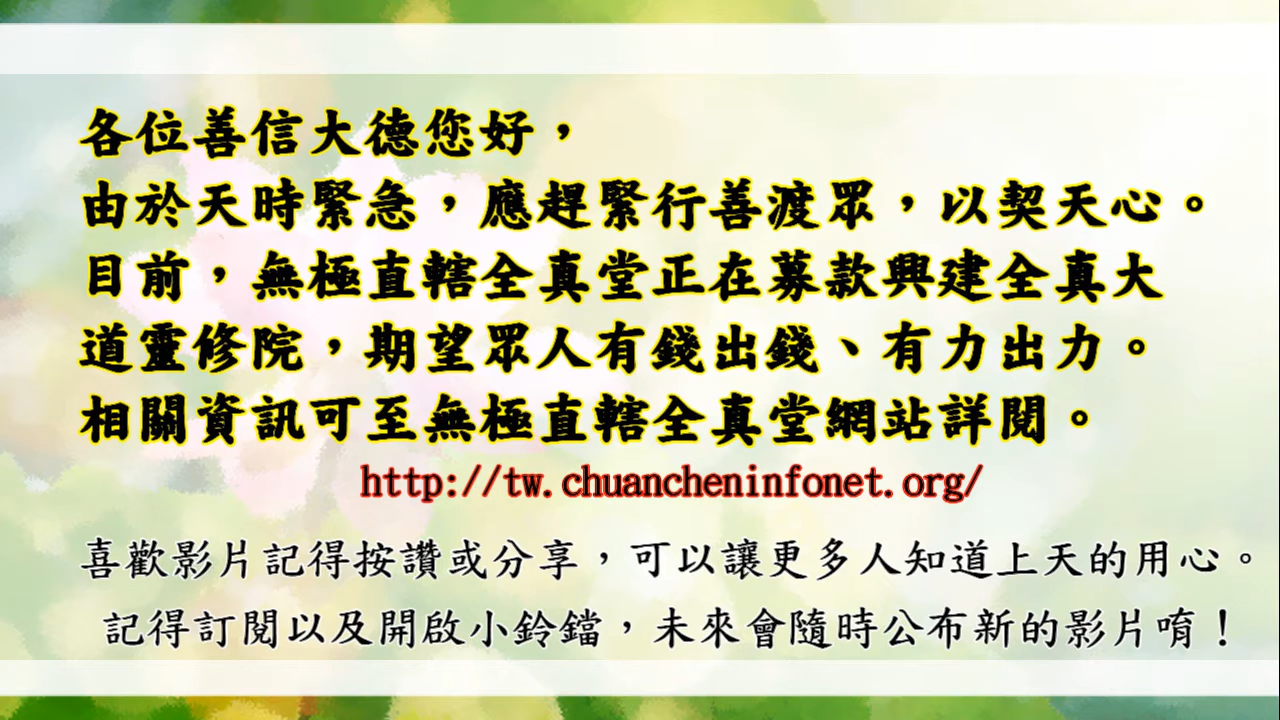 各位善信大德您好，
由於天時緊急，應趕緊行善渡眾，以契天心。
目前，無極直轄全真堂正在募款興建全真大
道靈修院，期望眾人有錢出錢、有力出力。
相關資訊可至無極直轄全真堂網站詳閱。
http://tw.chuancheninfonet.org/
喜歡影片記得按讚或分享，可以讓更多人知道上天的用心。
記得訂閱以及開啟小鈴鐺，未來會隨時公布新的影片唷！